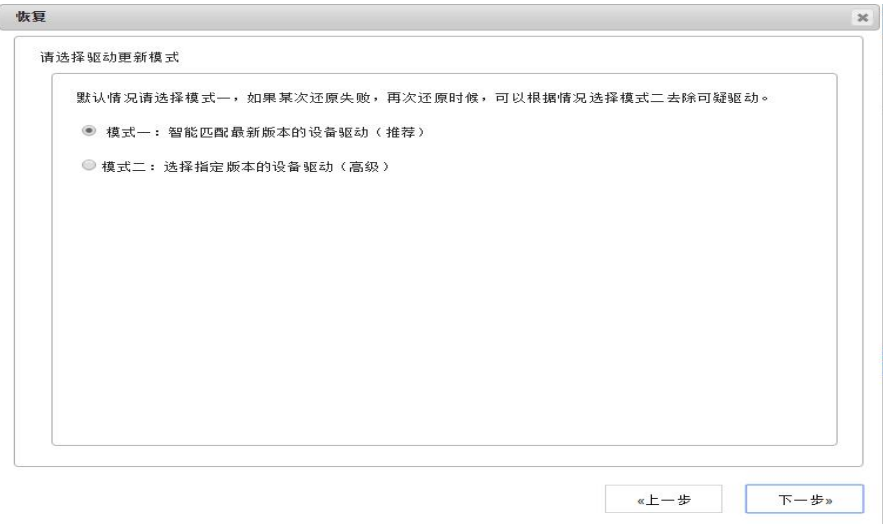 恢复
请选择驱动更新模式
默认情况请选择模式一，如果某次还原失败，再次还原时候，可以根据情况选择模式二去除可疑驱动。
模式一：智能匹配最新版本的设备驱动（推荐）
模式二：选择指定版本的设备驱动（高级）
«上一步
下一步»